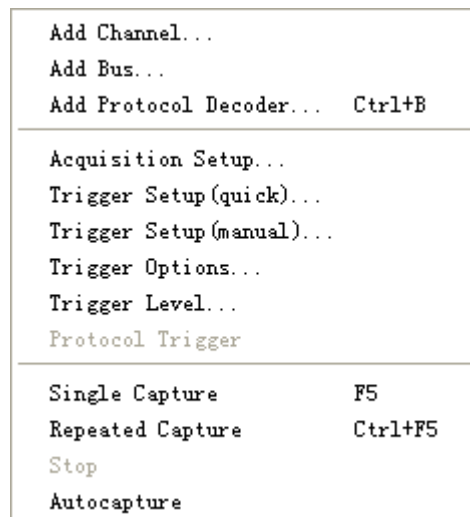 Add Channel...
Add Bus...
Add Protocol Decoder... Ctrl+B
Acquisition Setup...
Trigger Setup(quick)...
Trigger Setup(manual)...
Trigger Options...
Trigger Level...
Protocol Trigger
Single Capture F5
Repeated Capture Ctrl+F5
Stop
Autocapture